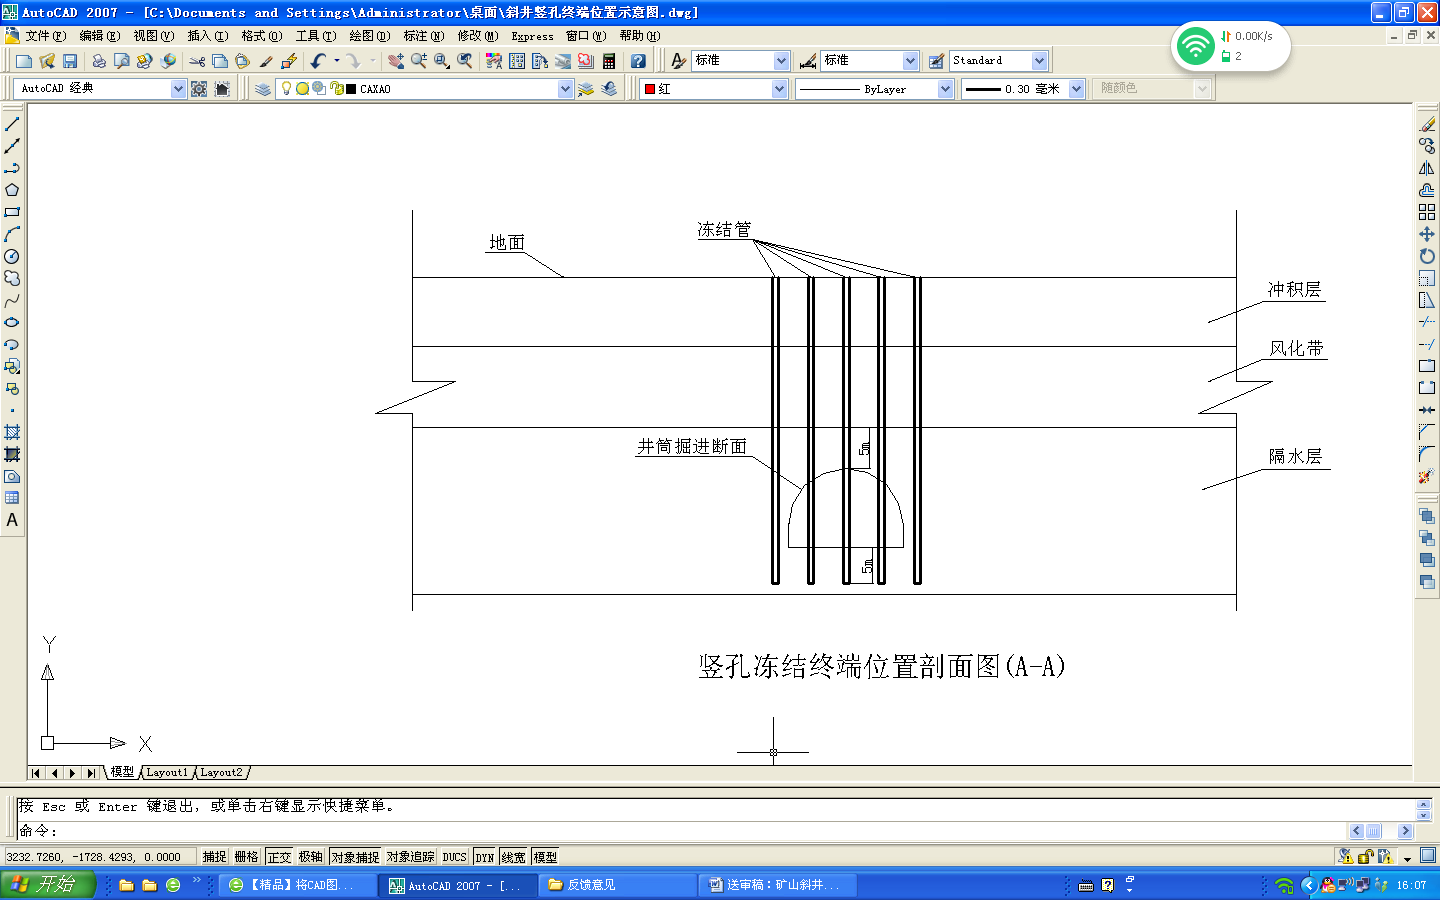 AutoCAD 2007 - [C:\Documents and Settings\Administrator\桌面\斜井竖孔终端位置示意图.dwg]
文件(F) 编辑(E) 视图(V) 插入(I) 格式(O) 工具(T) 绘图(D) 标注(N) 修改(M) Express 窗口(W) 帮助(H)
0.00K/s
2
标准 标准 Standard
AutoCAD 经典 CAXA0 红 ByLayer 0.30 毫米 随颜色
冻结管
地面
冲积层
风化带
井筒掘进断面
5m
隔水层
5m
竖孔冻结终端位置剖面图(A-A)
Y
X
A
模型 Layout1 Layout2
按 Esc 或 Enter 键退出, 或单击右键显示快捷菜单。
命令:
3232.7260, -1728.4293, 0.0000 捕捉 栅格 正交 极轴 对象捕捉 对象追踪 DUCS DYN 线宽 模型
开始 【精品】将CAD图... AutoCAD 2007 - [... 反馈意见 送审稿：矿山斜井... 16:07